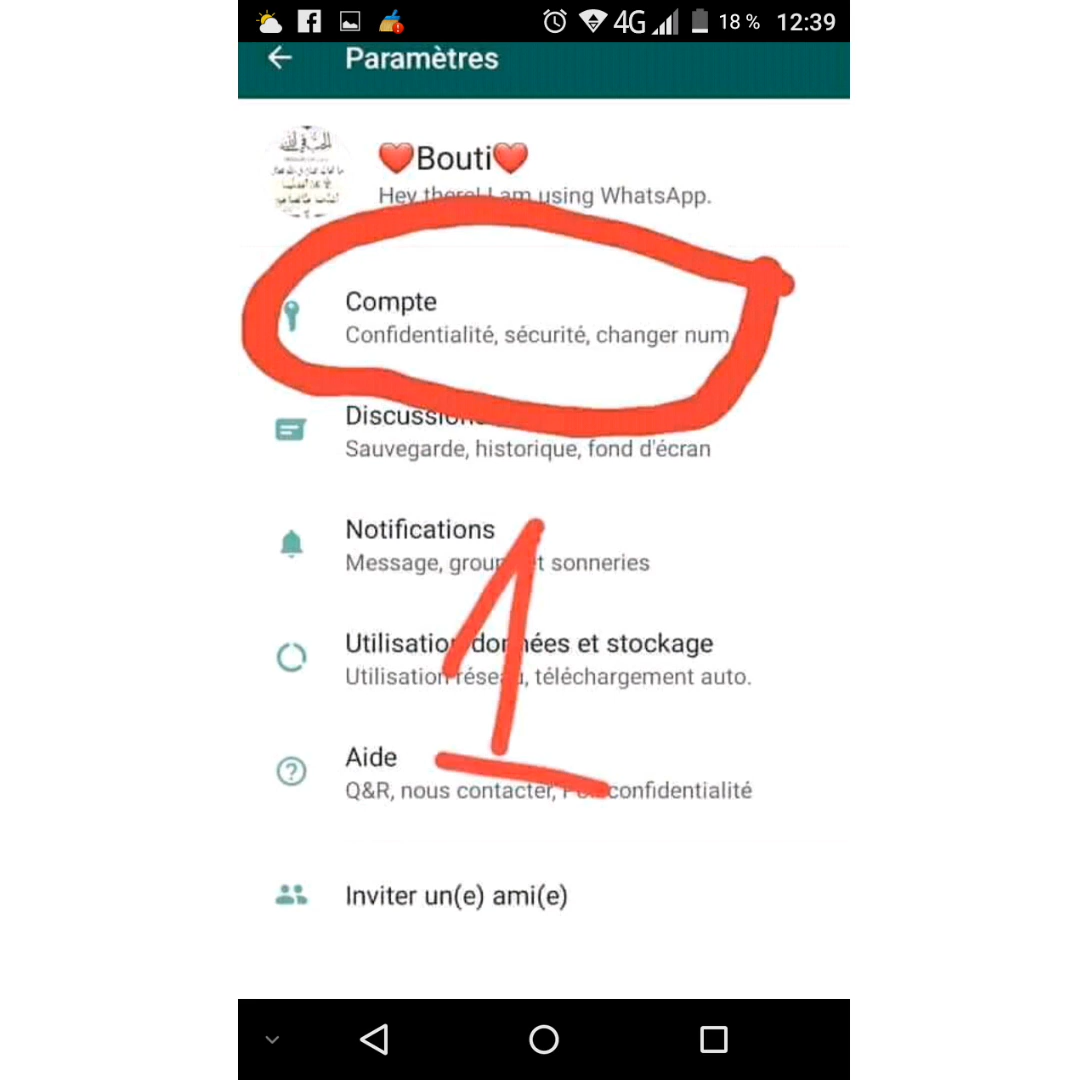 4G 18 % 12:39
Paramètres
❤️Bouti❤️
Hey there! I am using WhatsApp.
Compte
Confidentialité, sécurité, changer num
Discussions
Sauvegarde, historique, fond d'écran
Notifications
Message, groupe et sonneries
Utilisation données et stockage
Utilisation réseau, téléchargement auto.
Aide
Q&R, nous contacter, confidentialité
1
Inviter un(e) ami(e)